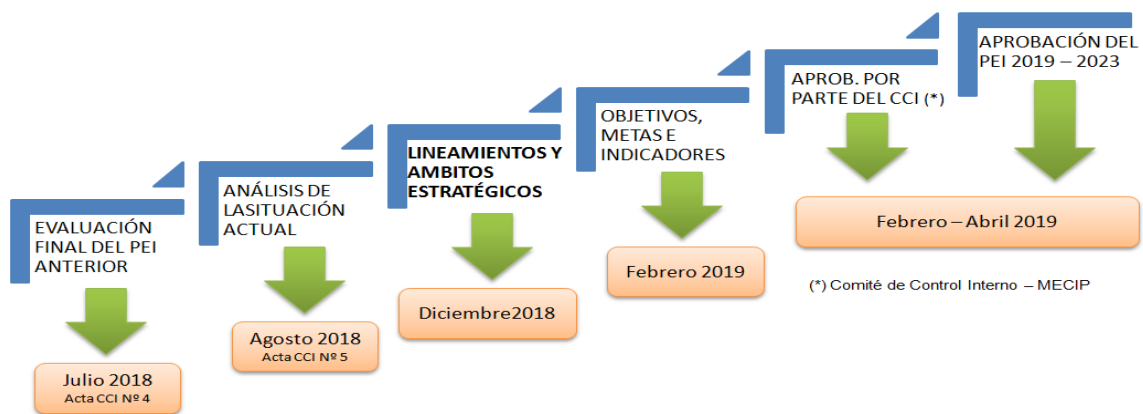 EVALUACIÓN
FINAL DEL PEI
ANTERIOR
Julio 2018
Acta CCI Nº 4
ANÁLISIS DE
LASITUACIÓN
ACTUAL
Agosto 2018
Acta CCI Nº 5
LINEAMIENTOS Y
AMBITOS
ESTRATÉGICOS
Diciembre2018
OBJETIVOS,
METAS E
INDICADORES
Febrero 2019
APROB. POR
PARTE DEL CCI (*)
APROBACIÓN DEL
PEI 2019 – 2023
Febrero – Abril 2019
(*) Comité de Control Interno – MECIP